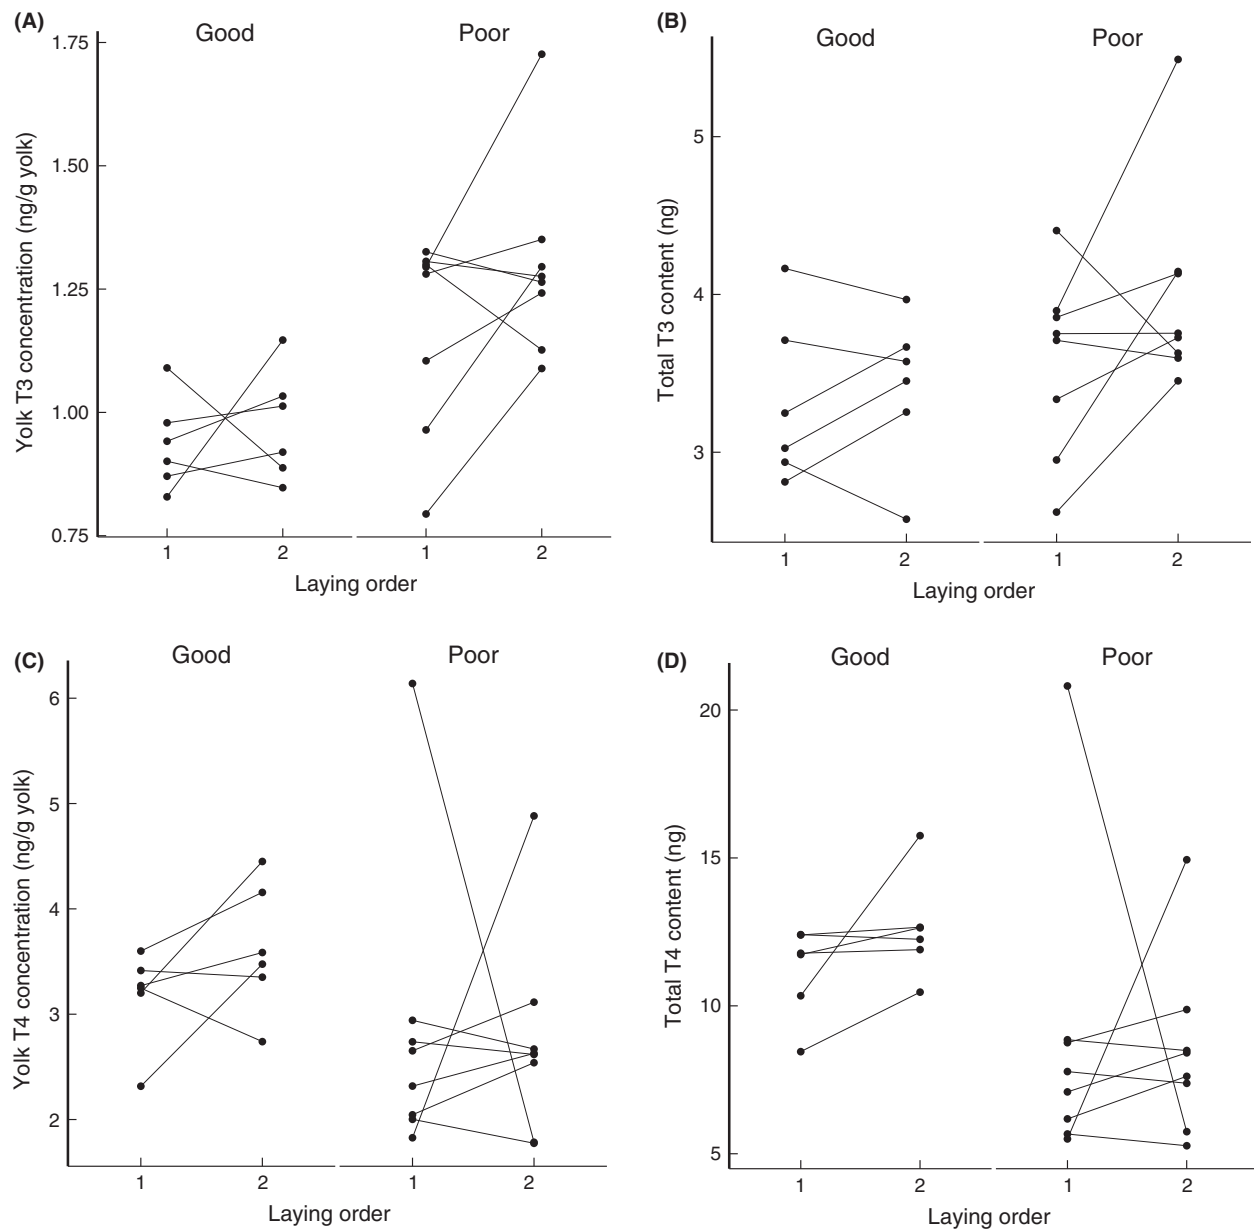 (A)
Good
Poor
Yolk T3 concentration (ng/g yolk)
1.75
1.50
1.25
1.00
0.75
1
2
1
2
Laying order
(B)
Good
Poor
Total T3 content (ng)
5
4
3
1
2
1
2
Laying order
(C)
Good
Poor
Yolk T4 concentration (ng/g yolk)
6
5
4
3
2
1
2
1
2
Laying order
(D)
Good
Poor
Total T4 content (ng)
20
15
10
5
1
2
1
2
Laying order